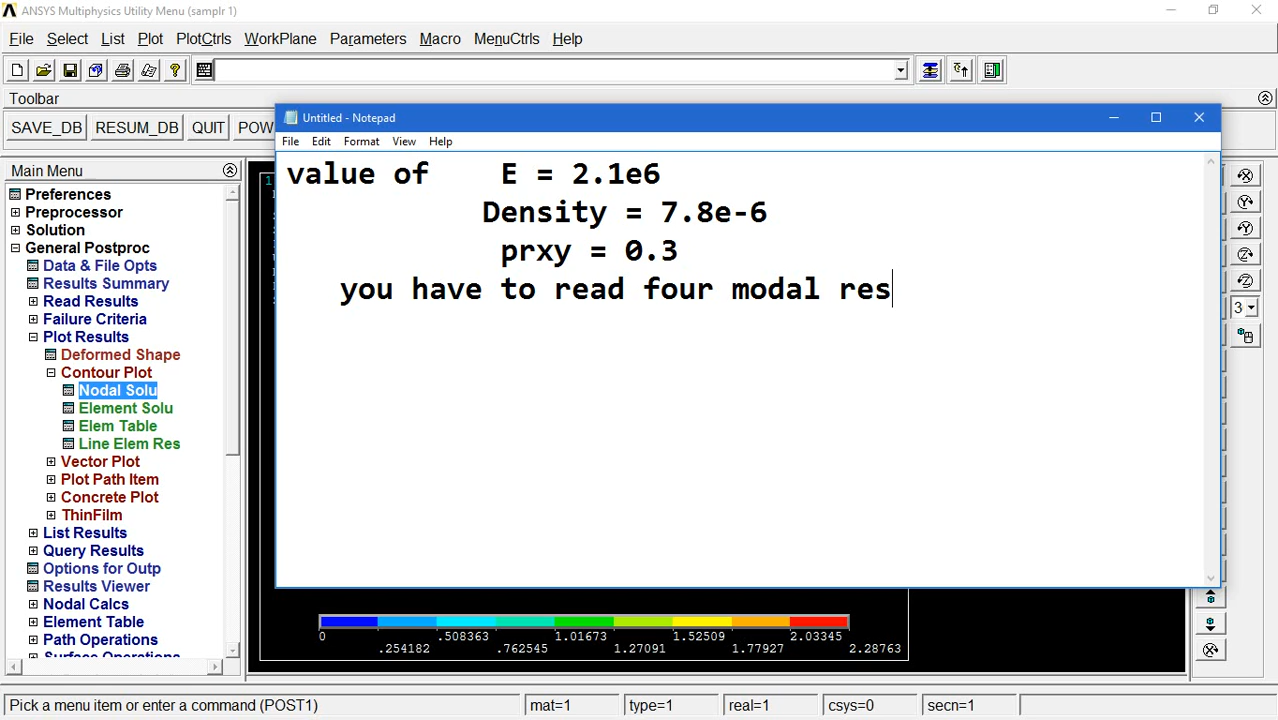 ANSYS Multiphysics Utility Menu (samplr 1)
File Select List Plot PlotCtrls WorkPlane Parameters Macro MenuCtrls Help
Toolbar
SAVE_DB RESUM_DB QUIT POW
Main Menu
Preferences
Preprocessor
Solution
General Postproc
Data & File Opts
Results Summary
Read Results
Failure Criteria
Plot Results
Deformed Shape
Contour Plot
Nodal Solu
Element Solu
Elem Table
Line Elem Res
Vector Plot
Plot Path Item
Concrete Plot
ThinFilm
List Results
Query Results
Options for Outp
Results Viewer
Nodal Calcs
Element Table
Path Operations
Surface Operations
Untitled - Notepad
File Edit Format View Help
value of E = 2.1e6
Density = 7.8e-6
prxy = 0.3
you have to read four modal res
1
3
0 .508363 1.01673 1.52509 2.03345
.254182 .762545 1.27091 1.77927 2.28763
Pick a menu item or enter a command (POST1) mat=1 type=1 real=1 csys=0 secn=1